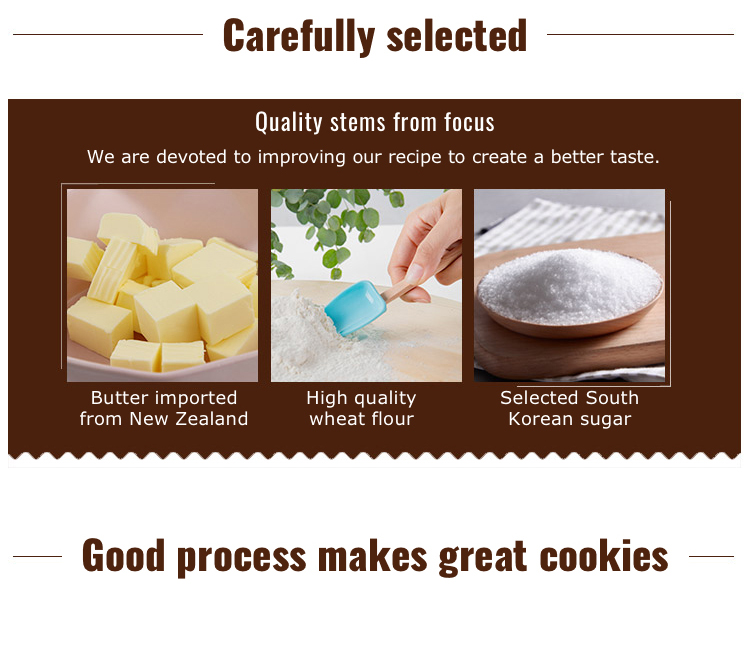 Carefully selected
Quality stems from focus
We are devoted to improving our recipe to create a better taste.
Butter imported
from New Zealand
High quality
wheat flour
Selected South
Korean sugar
Good process makes great cookies